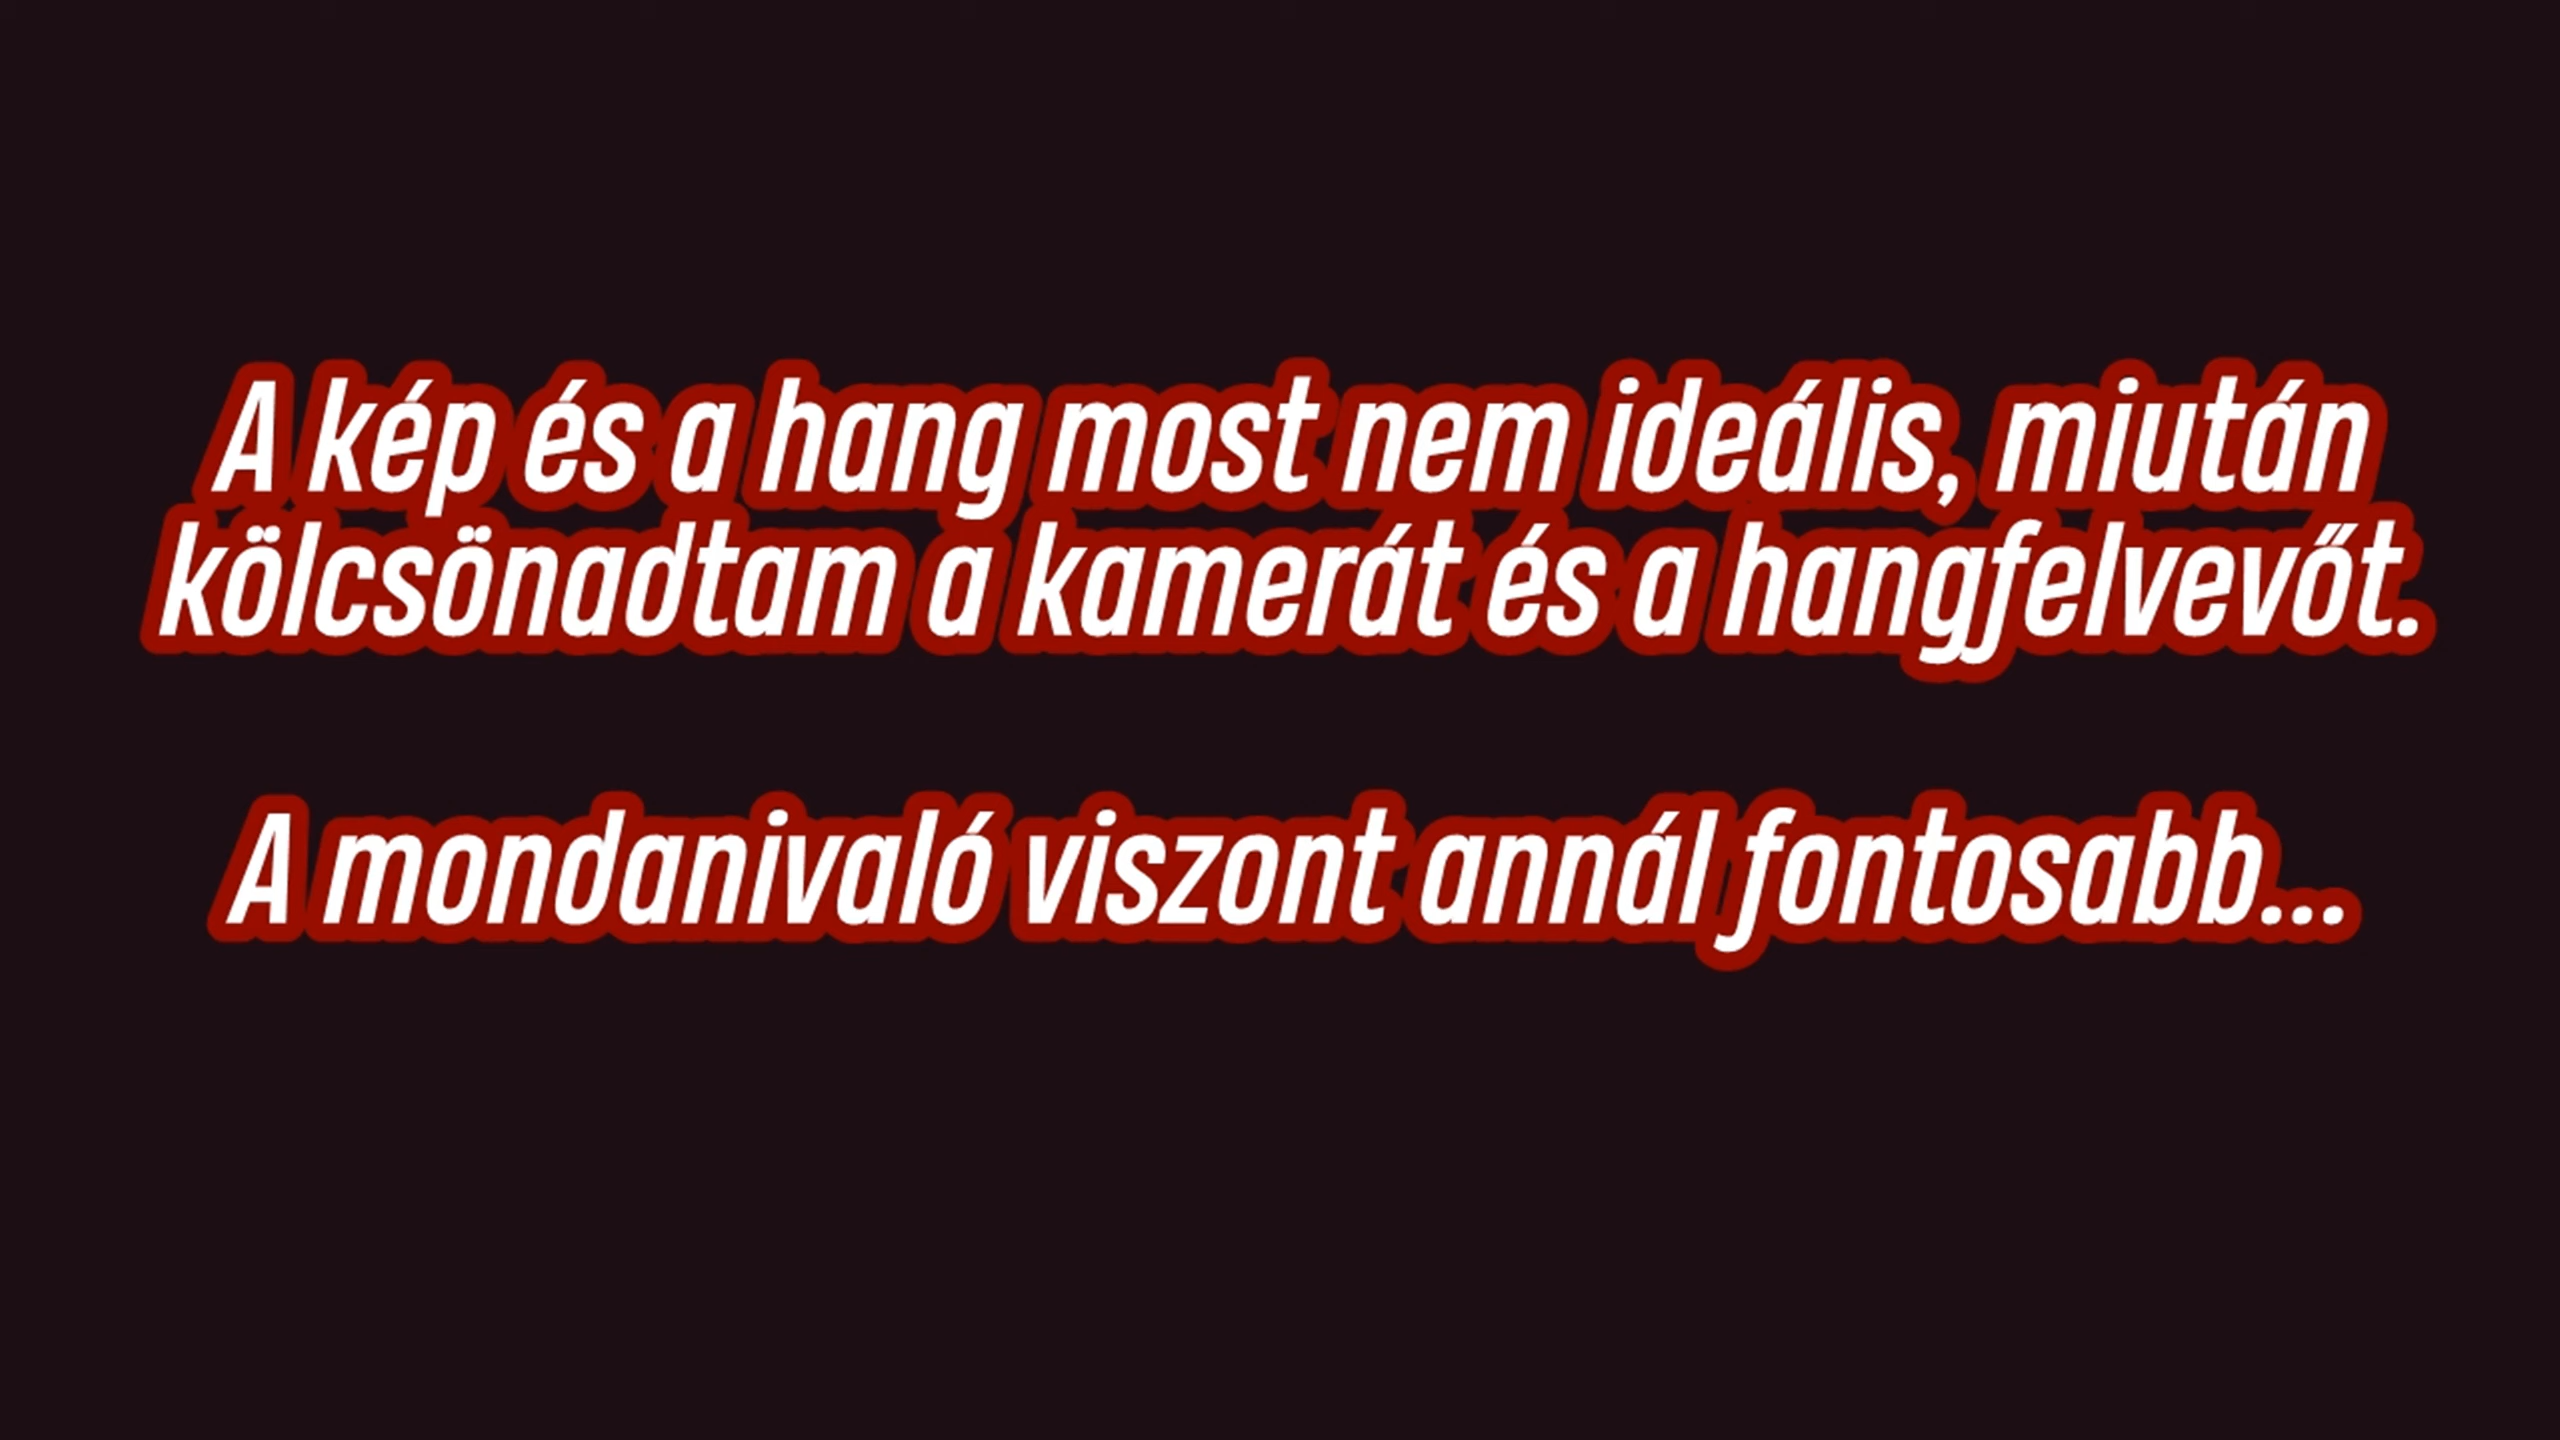 A kép és a hang most nem ideális, miután
kölcsönadtam a kamerát és a hangfelvevőt.
A mondanivaló viszont annál fontosabb...